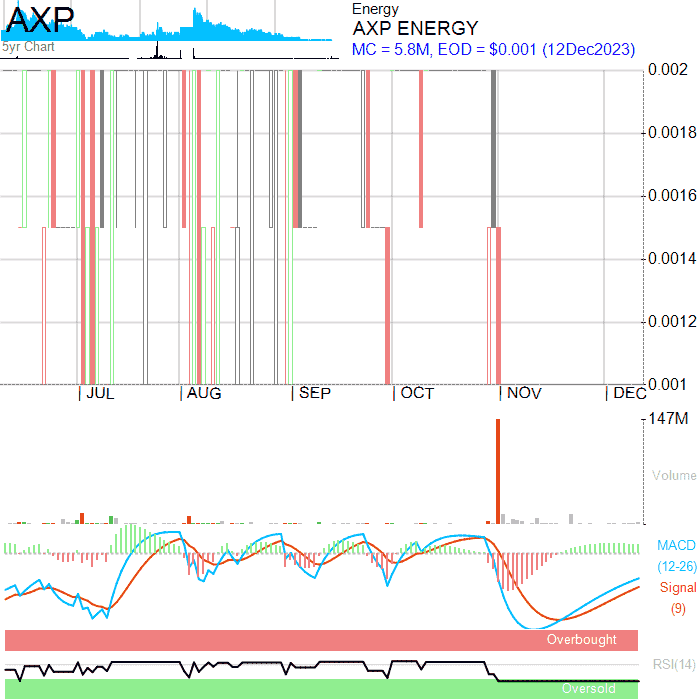 AXP
5yr Chart
Energy
AXP ENERGY
MC = 5.8M, EOD = $0.001 (12Dec2023)
0.002
0.0018
0.0016
0.0014
0.0012
0.001
JUL AUG SEP OCT NOV DEC
147M
Volume
MACD
(12-26)
Signal
(9)
Overbought
RSI(14)
Oversold